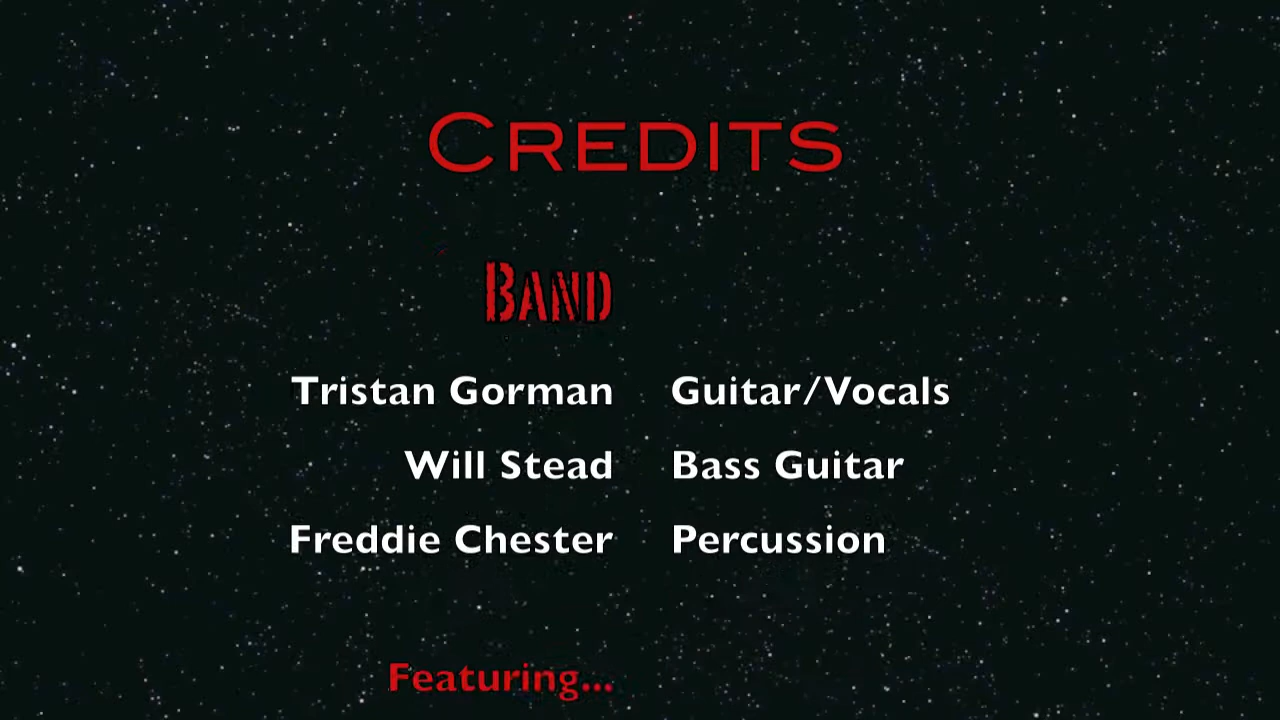 Credits
Band
Tristan Gorman Guitar/Vocals
Will Stead Bass Guitar
Freddie Chester Percussion
Featuring...